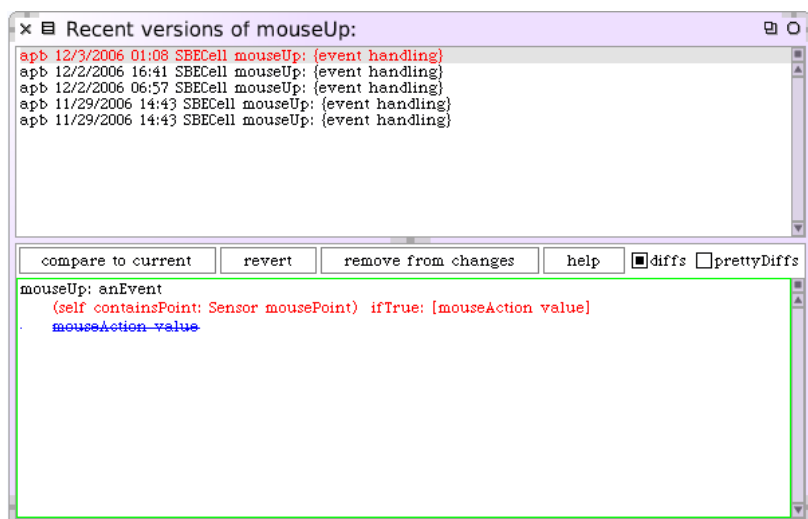 Recent versions of mouseUp:
apb 12/3/2006 01:08 SBECell mouseUp: {event handling}
apb 12/2/2006 16:41 SBECell mouseUp: {event handling}
apb 12/2/2006 06:57 SBECell mouseUp: {event handling}
apb 11/29/2006 14:43 SBECell mouseUp: {event handling}
apb 11/29/2006 14:43 SBECell mouseUp: {event handling}
compare to current revert remove from changes help diffs prettyDiffs
mouseUp: anEvent
(self containsPoint: Sensor mousePoint) ifTrue: [mouseAction value]
mouseAction value